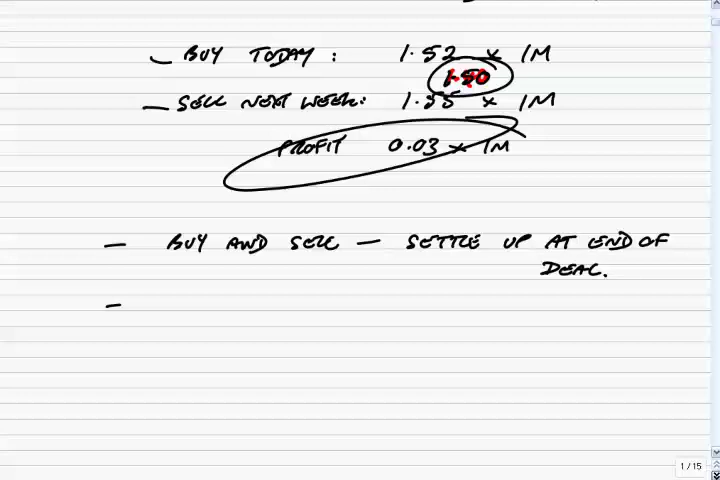 - BUY TODAY : 1.52 x 1M
1.50
- SELL NEXT WEEK: 1.55 x 1M
PROFIT 0.03 x 1M
- BUY AND SELL - SETTLE UP AT END OF
DEAL.
-
1 / 15